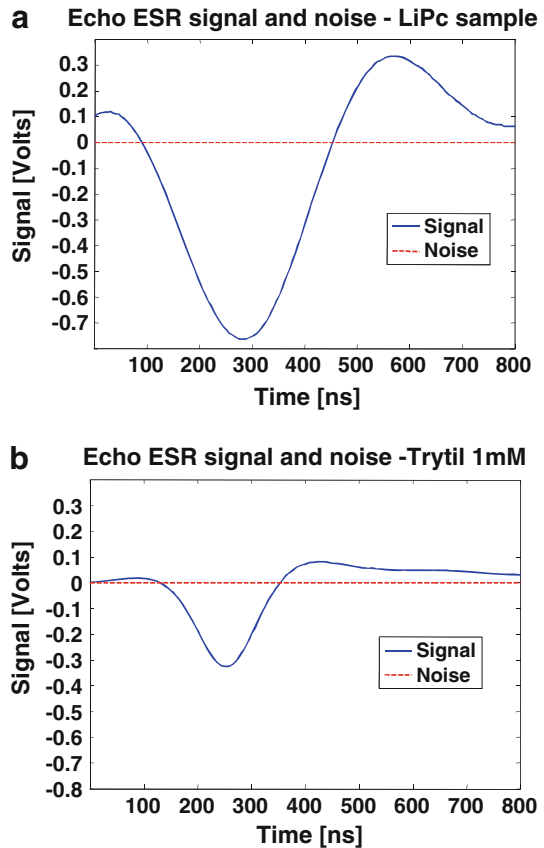 a Echo ESR signal and noise - LiPc sample
0.3
0.2
0.1
0
-0.1
-0.2
-0.3
-0.4
-0.5
-0.6
-0.7
Signal [Volts]
Signal
Noise
100 200 300 400 500 600 700 800
Time [ns]
b Echo ESR signal and noise -Trytil 1mM
0.3
0.2
0.1
0
-0.1
-0.2
-0.3
-0.4
-0.5
-0.6
-0.7
-0.8
Signal [Volts]
Signal
Noise
100 200 300 400 500 600 700 800
Time [ns]